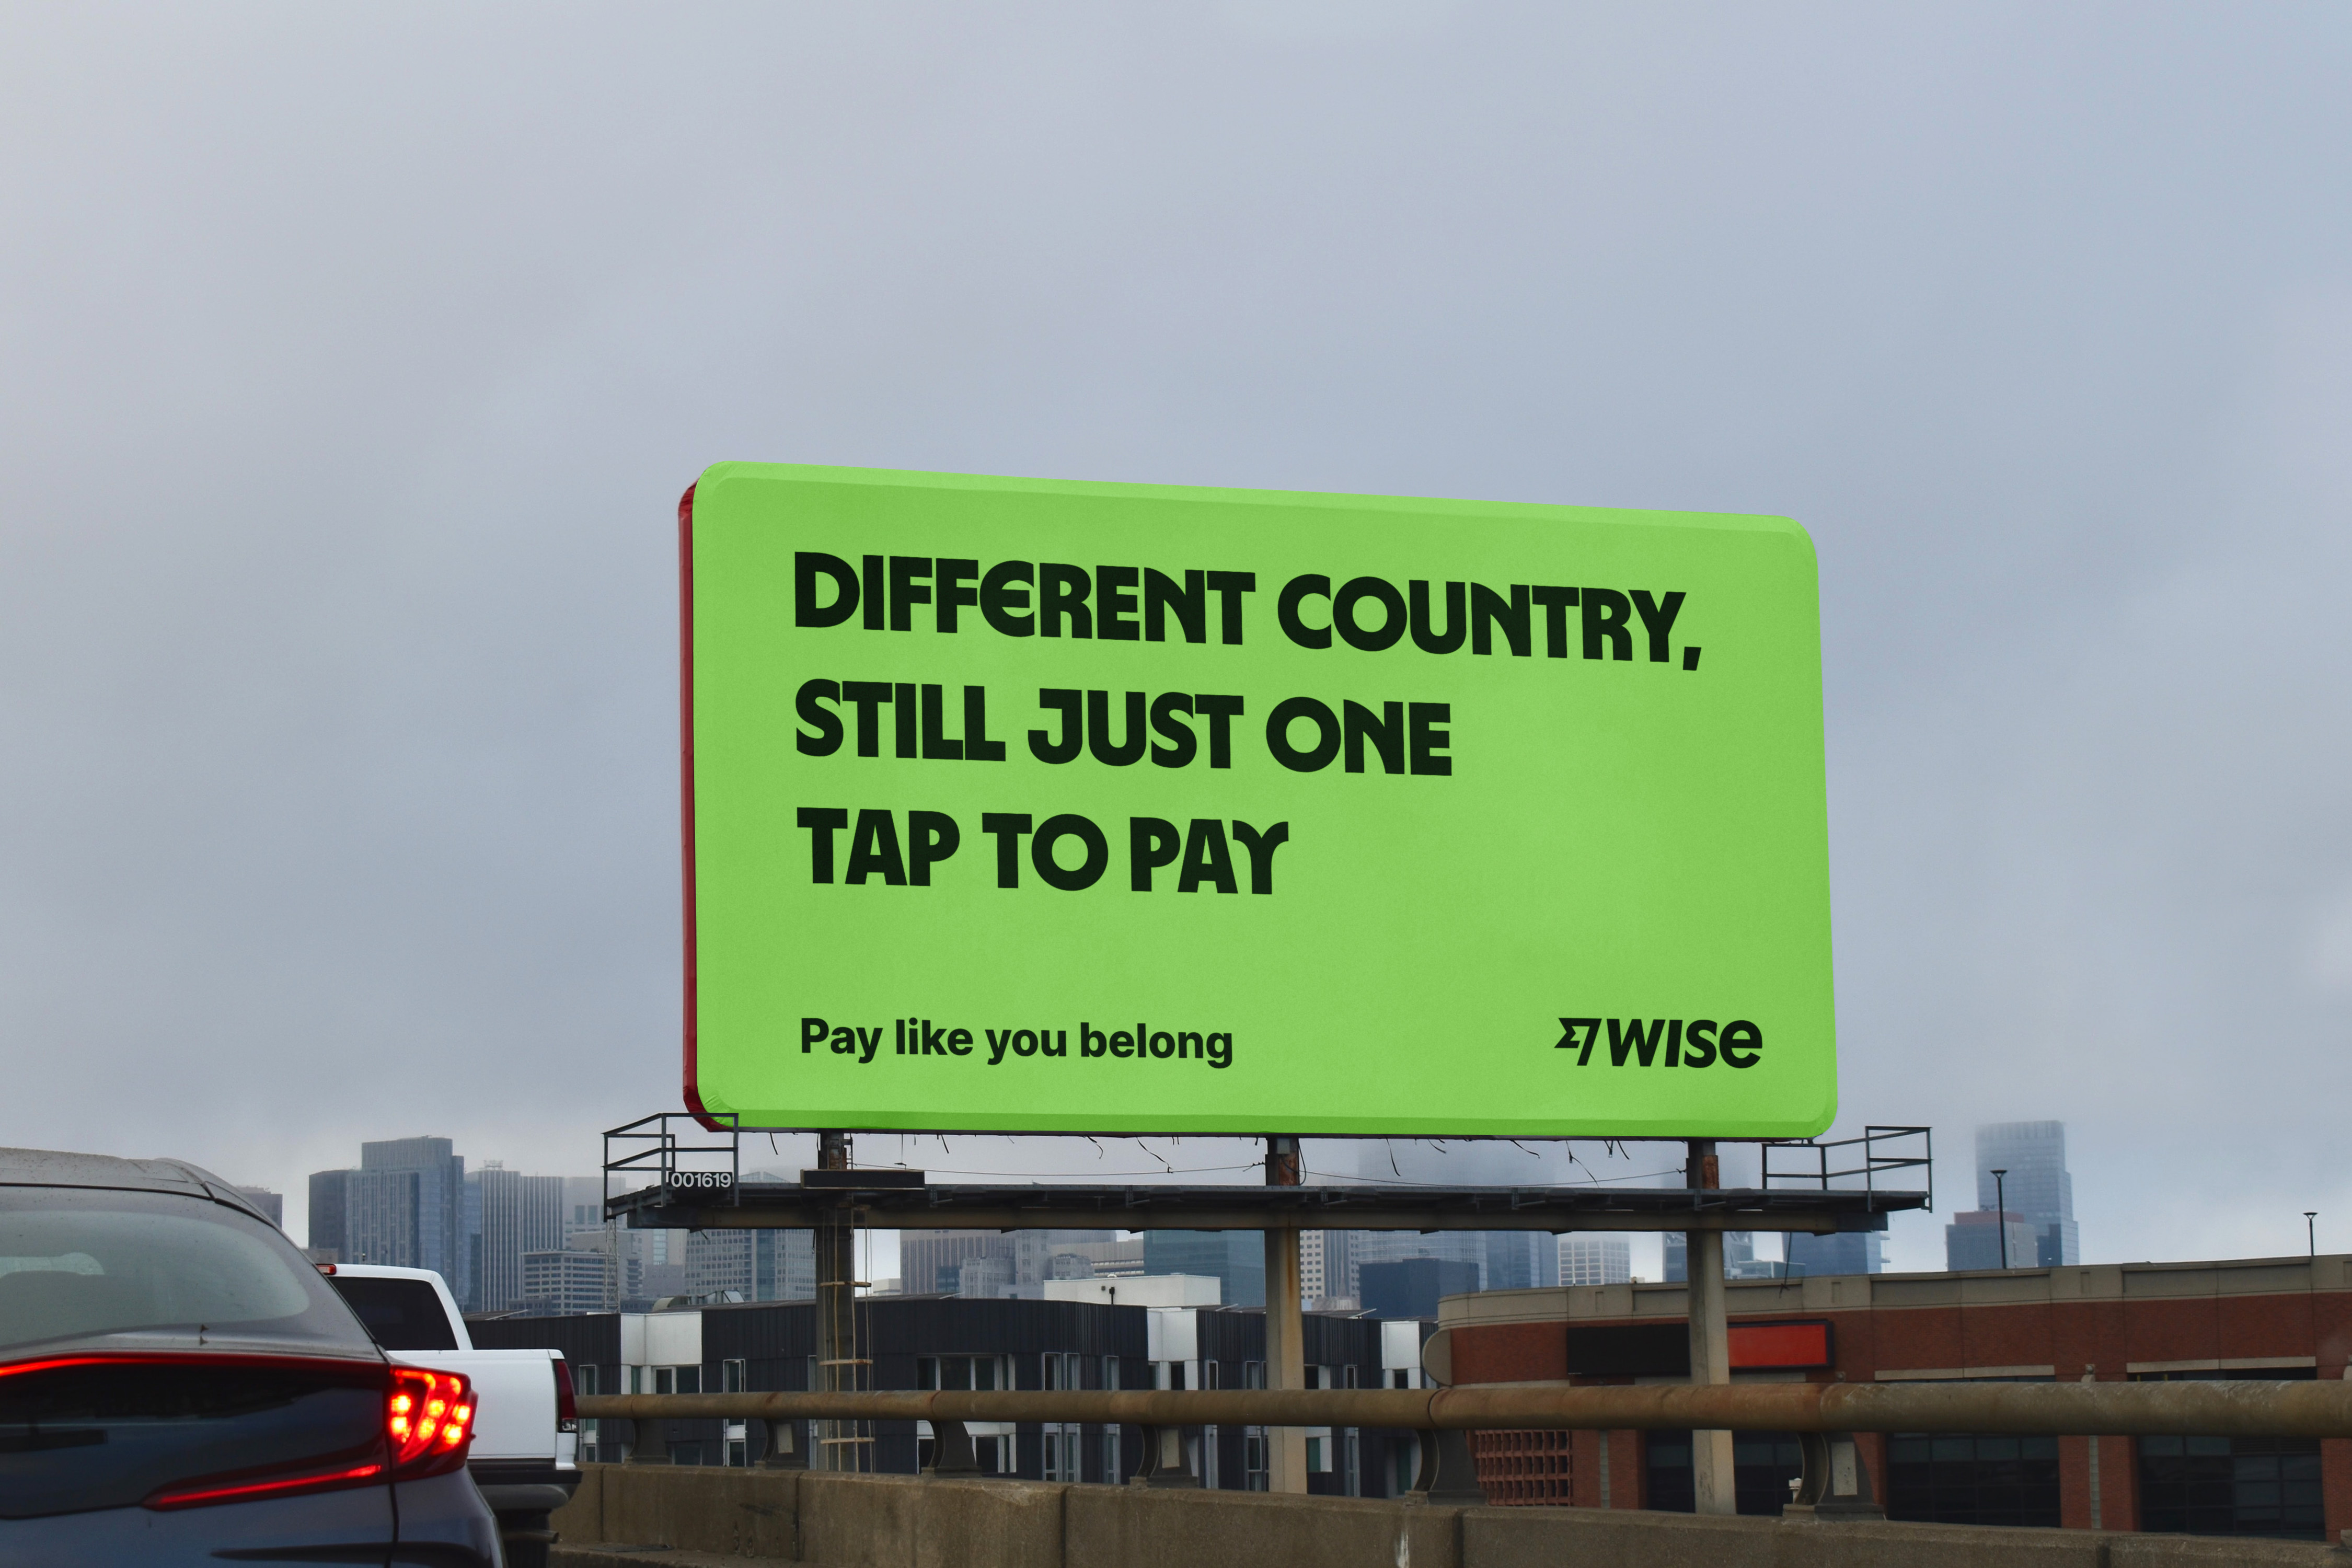 DIFFERENT COUNTRY,
STILL JUST ONE
TAP TO PAY
Pay like you belong
WISE
001619